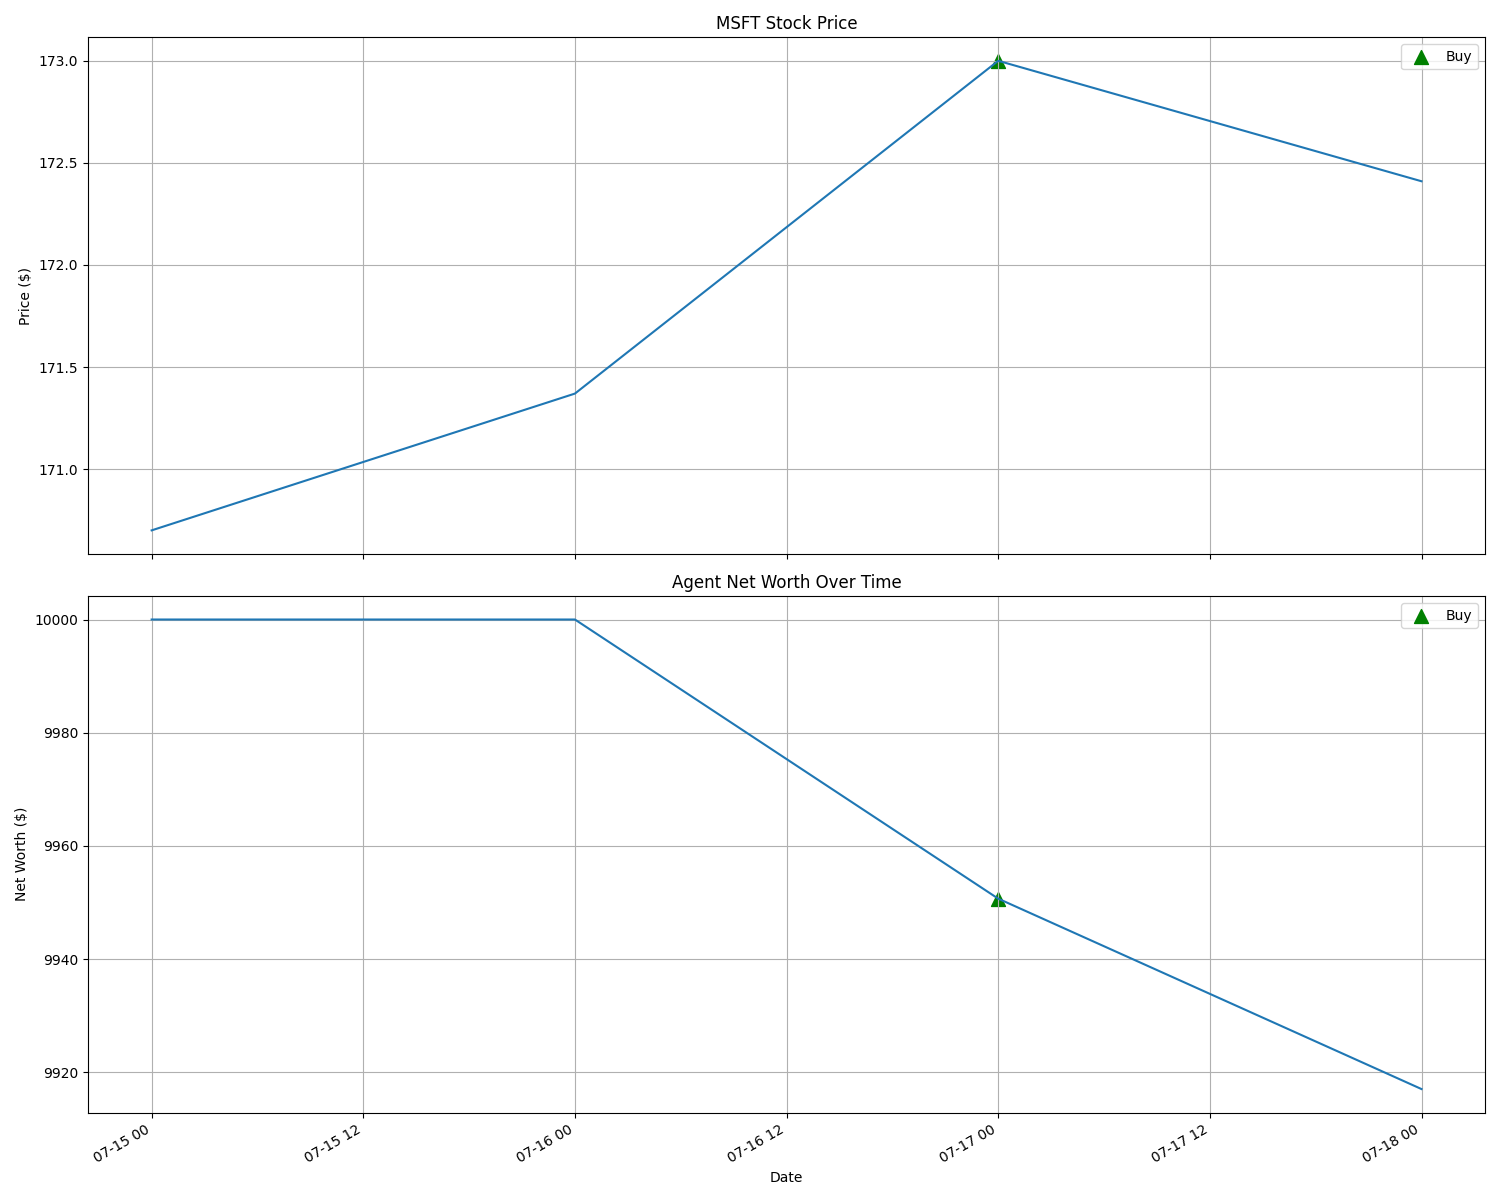 MSFT Stock Price
Buy
173.0
172.5
172.0
171.5
171.0
Price ($)
Agent Net Worth Over Time
Buy
10000
9980
9960
9940
9920
Net Worth ($)
07-15 00
07-15 12
07-16 00
07-16 12
07-17 00
07-17 12
07-18 00
Date